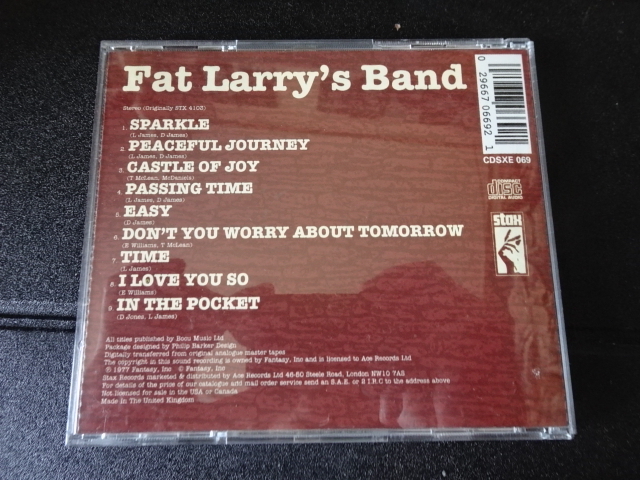 Fat Larry's Band
Stereo (Originally STX 4103)
1. SPARKLE
(L James, D James)
2. PEACEFUL JOURNEY
(L James, D James)
3. CASTLE OF JOY
(T McLean, McDaniels)
4. PASSING TIME
(L James, D James)
5. EASY
(D James)
6. DON'T YOU WORRY ABOUT TOMORROW
(E Williams, T McLean)
7. TIME
(L James)
8. I LOVE YOU SO
(E Williams)
9. IN THE POCKET
(D Jones, L James)
All titles published by Bocu Music Ltd
Package designed by Philip Barker Design
Digitally transferred from original analogue master tapes
The copyright in this sound recording is owned by Fantasy, Inc and is licensed to Ace Records Ltd
℗ 1977 Fantasy, Inc © Fantasy, Inc
Stax Records marketed & distributed by Ace Records Ltd 48-50 Steele Road, London NW10 7AS
For details of the price of our catalogue and mail order service send an S.A.E. or 2 I.R.C to the above address
Not licensed for sale in the USA or Canada
Made In The United Kingdom
0 29667 06692 1
CDSXE 069
COMPACT
disc
DIGITAL AUDIO
stax